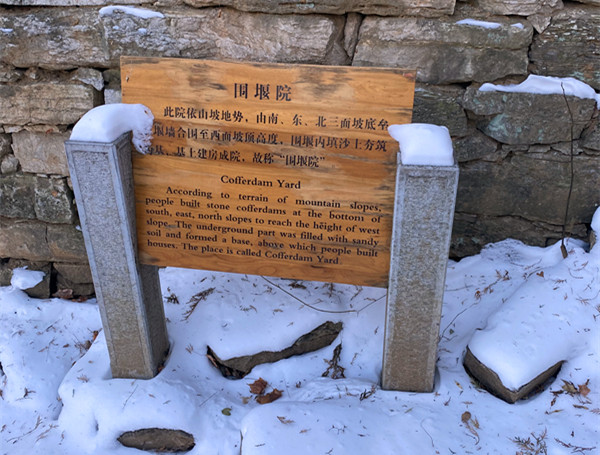 围堰院
此院依山坡地势，由南、东、北三面坡底垒
堰墙合围至西面坡顶高度，围堰内填沙土夯筑
基、基上建房成院，故称“围堰院”
Cofferdam Yard
According to terrain of mountain slopes,
people built stone cofferdams at the bottom of
south, east, north slopes to reach the height of west
slope. The underground part was filled with sandy
soil and formed a base, above which people built
houses. The place is called Cofferdam Yard.